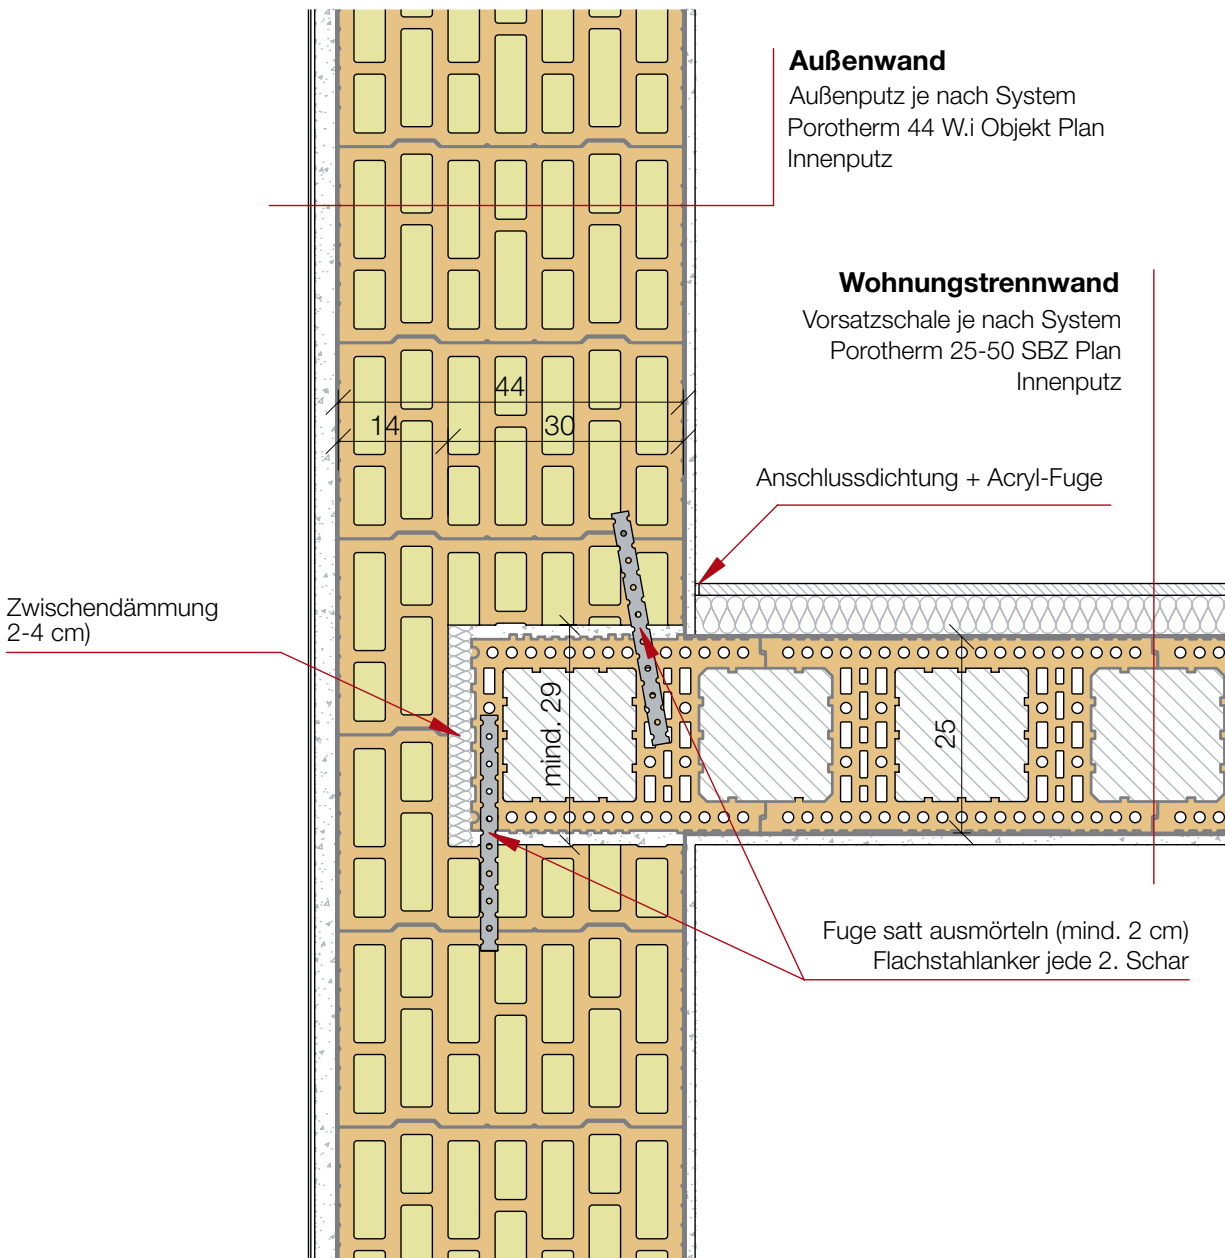 Außenwand
Außenputz je nach System
Porotherm 44 W.i Objekt Plan
Innenputz
Wohnungstrennwand
Vorsatzschale je nach System
Porotherm 25-50 SBZ Plan
Innenputz
44
14
30
Anschlussdichtung + Acryl-Fuge
Zwischendämmung
2-4 cm)
mind. 29
25
Fuge satt ausmörteln (mind. 2 cm)
Flachstahlanker jede 2. Schar